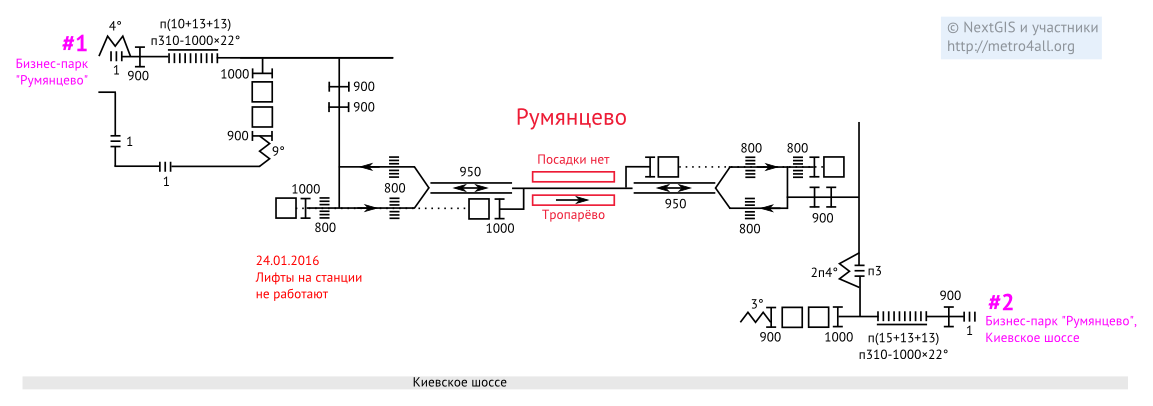 © NextGIS и участники
http://metro4all.org
4°
п(10+13+13)
п310-1000×22°
#1
Бизнес-парк
"Румянцево"
1
900
1000
900
900
900
9°
1
1
Румянцево
Посадки нет
Тропарёво
950
800
1000
800
1000
950
800
800
800
900
24.01.2016
Лифты на станции
не работают
2п4°
п3
3°
900
1000
п(15+13+13)
п310-1000×22°
900
1
#2
Бизнес-парк "Румянцево",
Киевское шоссе
Киевское шоссе